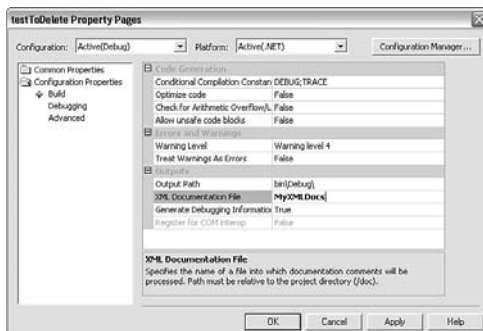 testToDelete Property Pages
Configuration: Active(Debug) Platform: Active(.NET) Configuration Manager...
Common Properties
Configuration Properties
Build
Debugging
Advanced
Code Generation
Conditional Compilation Constan DEBUG;TRACE
Optimize code False
Check for Arithmetic Overflow/L False
Allow unsafe code blocks False
Errors and Warnings
Warning Level Warning level 4
Treat Warnings As Errors False
Outputs
Output Path bin\Debug\
XML Documentation File MyXMLDocs
Generate Debugging Informatio True
Register for COM interop False
XML Documentation File
Specifies the name of a file into which documentation comments will be
processed. Path must be relative to the project directory (/doc).
OK Cancel Apply Help